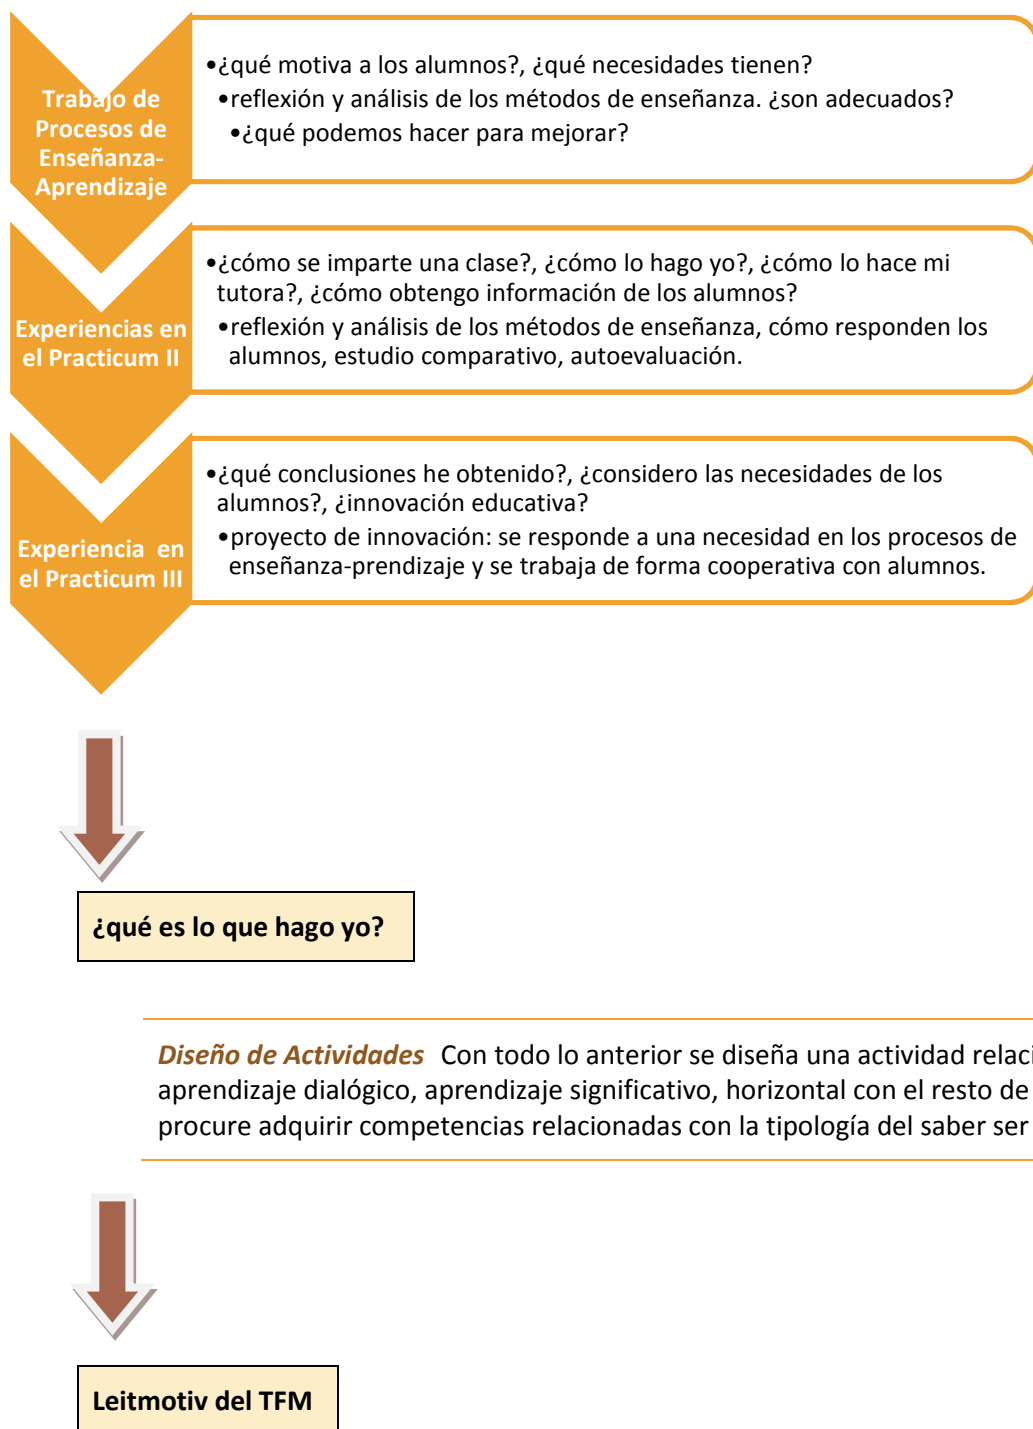 Trabajo de
Procesos de
Enseñanza-
Aprendizaje
•¿qué motiva a los alumnos?, ¿qué necesidades tienen?
•reflexión y análisis de los métodos de enseñanza. ¿son adecuados?
•¿qué podemos hacer para mejorar?
Experiencias en
el Practicum II
•¿cómo se imparte una clase?, ¿cómo lo hago yo?, ¿cómo lo hace mi
tutora?, ¿cómo obtengo información de los alumnos?
•reflexión y análisis de los métodos de enseñanza, cómo responden los
alumnos, estudio comparativo, autoevaluación.
Experiencia en
el Practicum III
•¿qué conclusiones he obtenido?, ¿considero las necesidades de los
alumnos?, ¿innovación educativa?
•proyecto de innovación: se responde a una necesidad en los procesos de
enseñanza-prendizaje y se trabaja de forma cooperativa con alumnos.
¿qué es lo que hago yo?
Diseño de Actividades Con todo lo anterior se diseña una actividad relaci
aprendizaje dialógico, aprendizaje significativo, horizontal con el resto de
procure adquirir competencias relacionadas con la tipología del saber ser
Leitmotiv del TFM